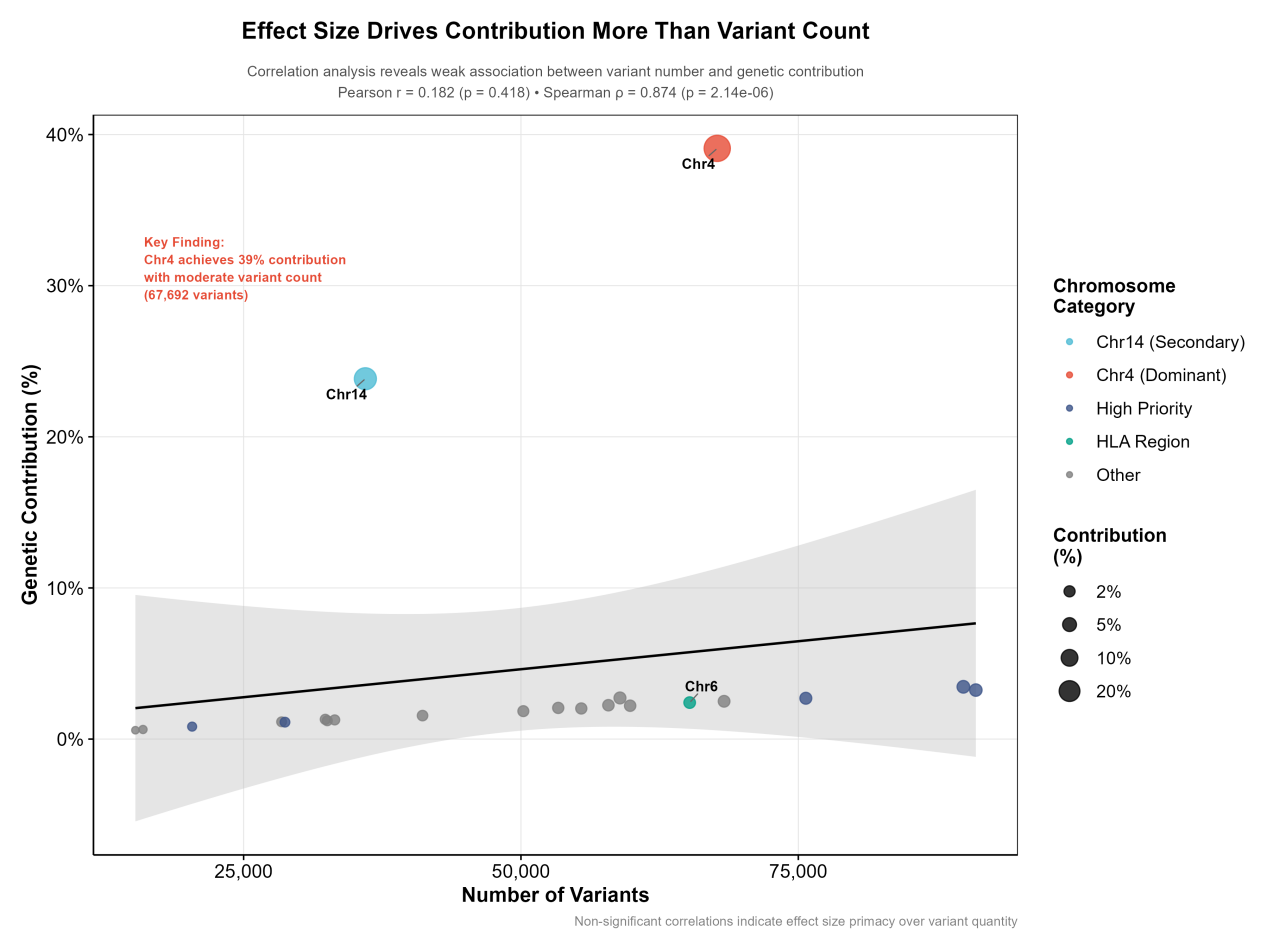 Effect Size Drives Contribution More Than Variant Count
Correlation analysis reveals weak association between variant number and genetic contribution
Pearson r = 0.182 (p = 0.418) • Spearman ρ = 0.874 (p = 2.14e-06)
Genetic Contribution (%)
40%
30%
20%
10%
0%
Chr4
Key Finding:
Chr4 achieves 39% contribution
with moderate variant count
(67,692 variants)
Chr14
Chr6
25,000
50,000
75,000
Number of Variants
Chromosome
Category
Chr14 (Secondary)
Chr4 (Dominant)
High Priority
HLA Region
Other
Contribution
(%)
2%
5%
10%
20%
Non-significant correlations indicate effect size primacy over variant quantity